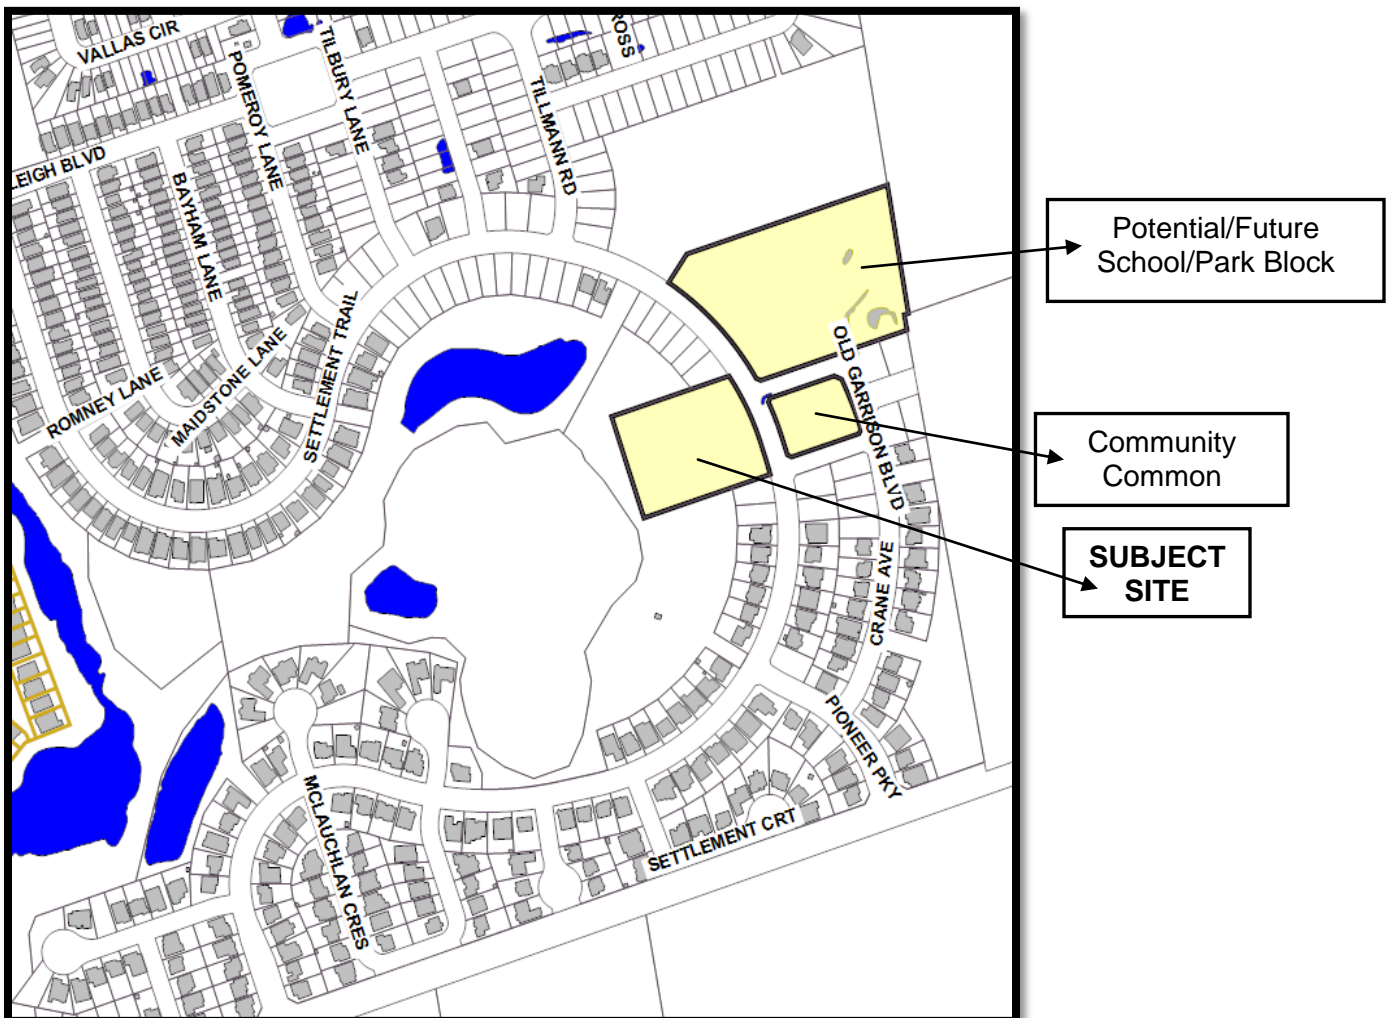 VALLAS CIR
POMEROY LANE
TILBURY LANE
ROSS
TILLMANN RD
LEIGH BLVD
BAYHAM LANE
Potential/Future
School/Park Block
SETTLEMENT TRAIL
MAIDSTONE LANE
ROMNEY LANE
OLD GARRISON BLVD
Community
Common
SUBJECT
SITE
CRANE AVE
PIONEER PKY
MCLAUCHLAN CRES
SETTLEMENT CRT